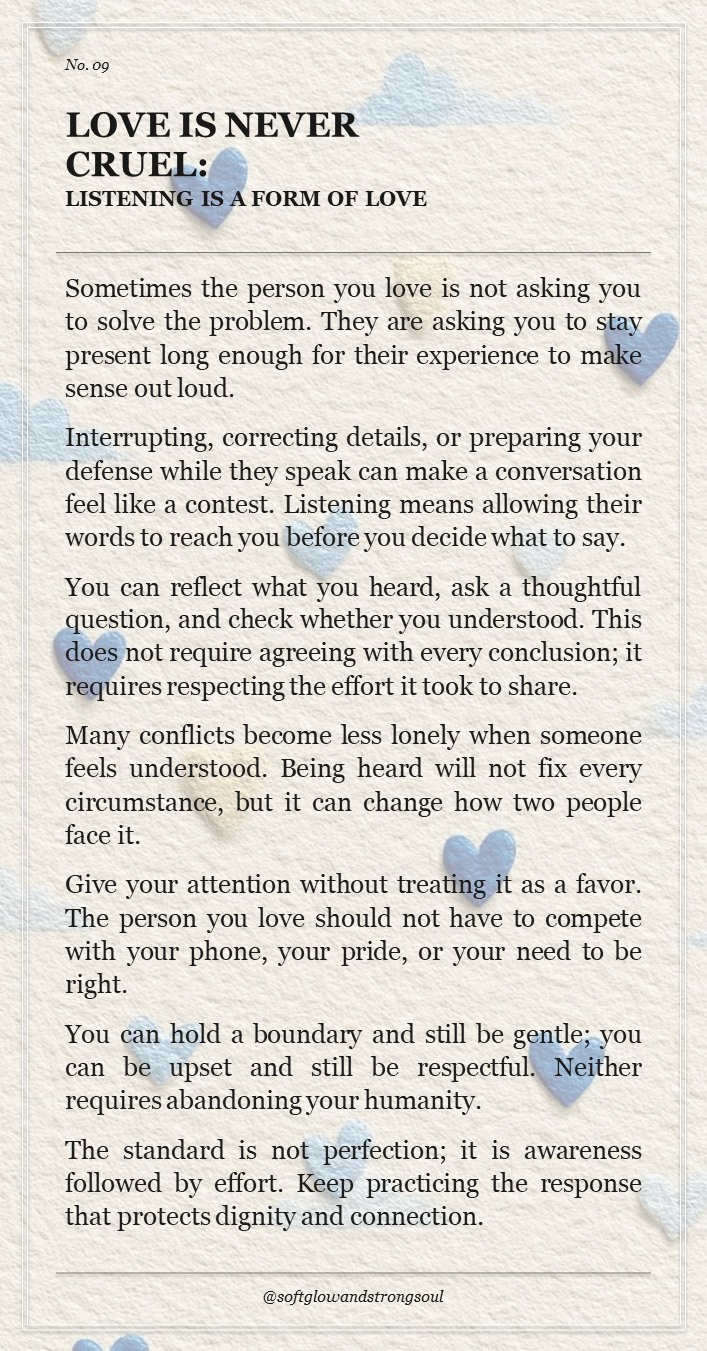 No. 09
LOVE IS NEVER
CRUEL:
LISTENING IS A FORM OF LOVE
Sometimes the person you love is not asking you
to solve the problem. They are asking you to stay
present long enough for their experience to make
sense out loud.
Interrupting, correcting details, or preparing your
defense while they speak can make a conversation
feel like a contest. Listening means allowing their
words to reach you before you decide what to say.
You can reflect what you heard, ask a thoughtful
question, and check whether you understood. This
does not require agreeing with every conclusion; it
requires respecting the effort it took to share.
Many conflicts become less lonely when someone
feels understood. Being heard will not fix every
circumstance, but it can change how two people
face it.
Give your attention without treating it as a favor.
The person you love should not have to compete
with your phone, your pride, or your need to be
right.
You can hold a boundary and still be gentle; you
can be upset and still be respectful. Neither
requires abandoning your humanity.
The standard is not perfection; it is awareness
followed by effort. Keep practicing the response
that protects dignity and connection.
@softglowandstrongsoul